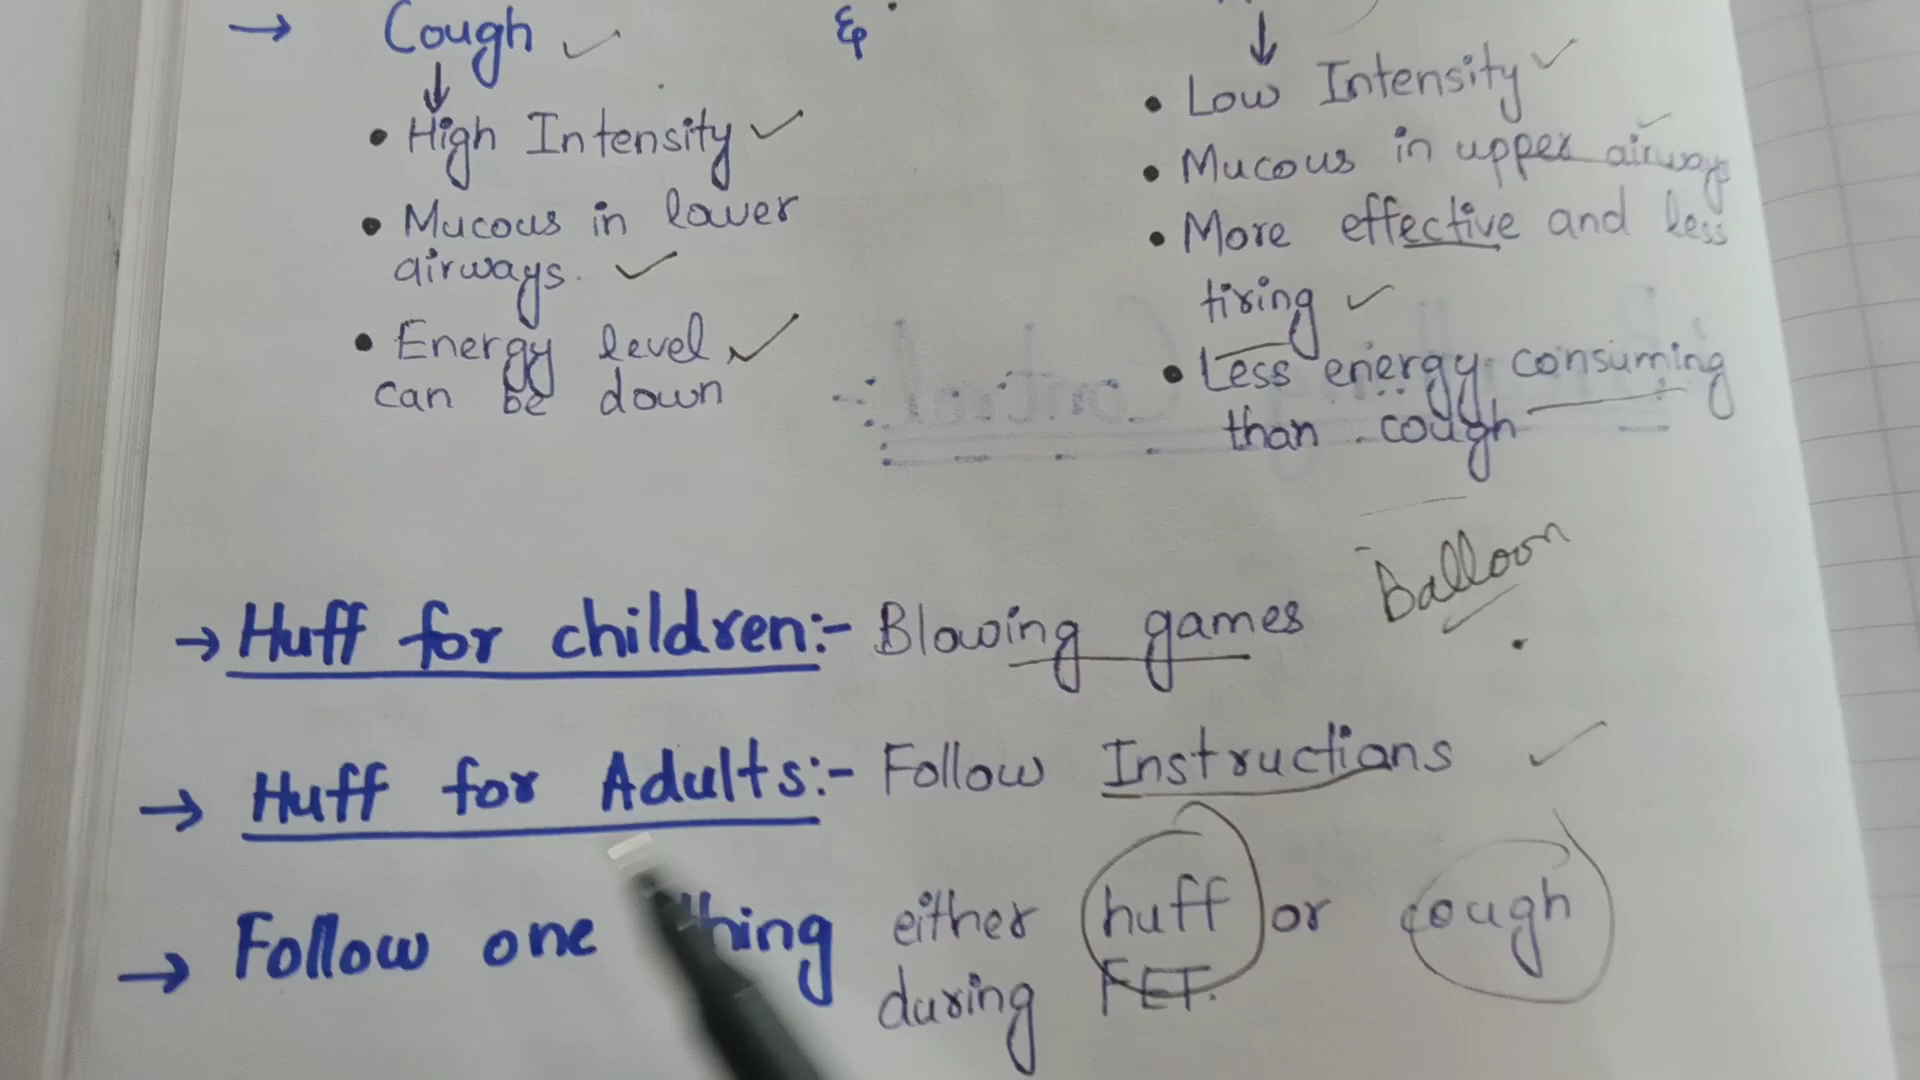 → Cough &
• High Intensity
• Mucous in lower
airways.
• Energy level
can be down
• Low Intensity
• Mucous in upper airways
• More effective and less
tiring
• Less energy consuming
than cough
→ Huff for children:- Blowing games Balloon
→ Huff for Adults:- Follow Instructions
→ Follow one thing either huff or cough
during FET.